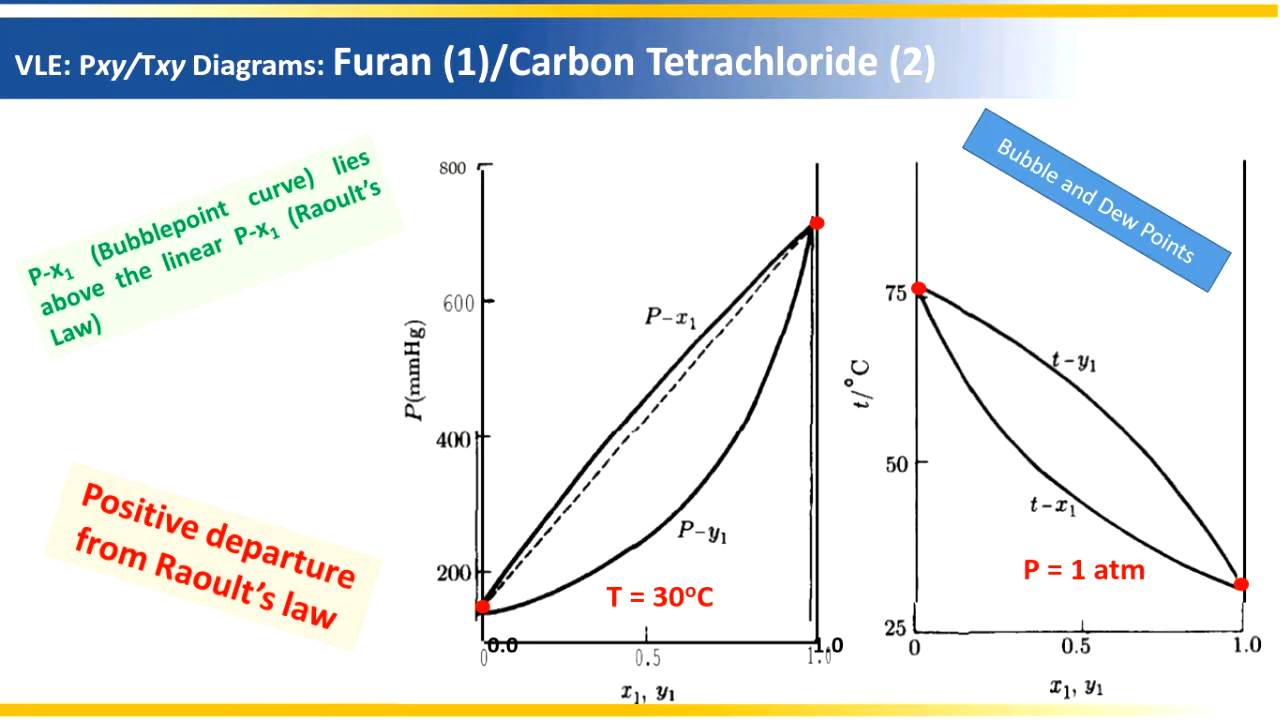 VLE: Pxy/Txy Diagrams: Furan (1)/Carbon Tetrachloride (2)
P-x1 (Bubblepoint curve) lies
above the linear P-x1 (Raoult's
Law)
Positive departure
from Raoult's law
800
600
400
200
P(mmHg)
P-x1
P-y1
T = 30oC
0
0.0
0.5
1.0
1.0
x1, y1
Bubble and Dew Points
75
50
25
t/°C
t-y1
t-x1
P = 1 atm
0
0.5
1.0
x1, y1